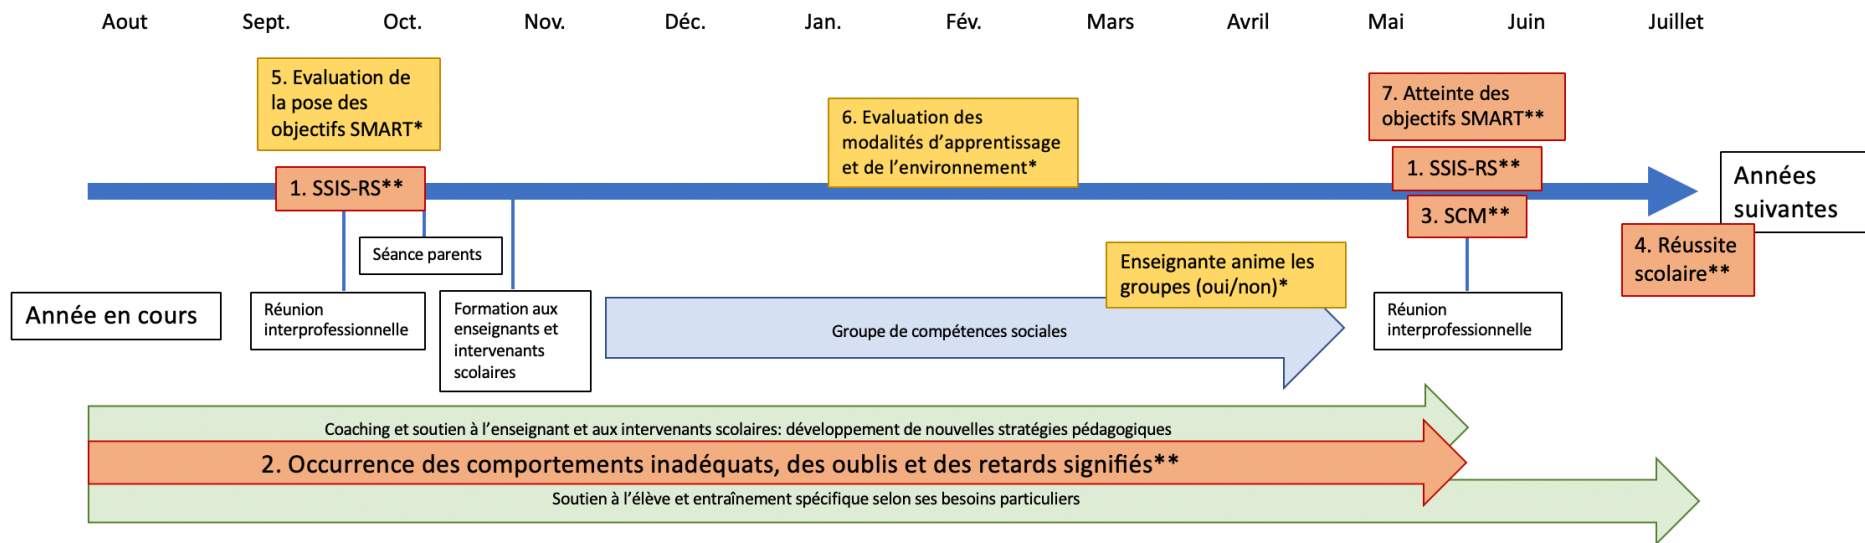 Aout Sept. Oct. Nov. Déc. Jan. Fév. Mars Avril Mai Juin Juillet
5. Evaluation de
la pose des
objectifs SMART*
6. Evaluation des
modalités d’apprentissage
et de l’environnement*
7. Atteinte des
objectifs SMART**
1. SSIS-RS**
1. SSIS-RS**
3. SCM**
Années
suivantes
4. Réussite
scolaire**
Séance parents
Enseignante anime les
groupes (oui/non)*
Année en cours
Réunion
interprofessionnelle
Formation aux
enseignants et
intervenants
scolaires
Groupe de compétences sociales
Réunion
interprofessionnelle
Coaching et soutien à l’enseignant et aux intervenants scolaires: développement de nouvelles stratégies pédagogiques
2. Occurrence des comportements inadéquats, des oublis et des retards signifiés**
Soutien à l’élève et entraînement spécifique selon ses besoins particuliers